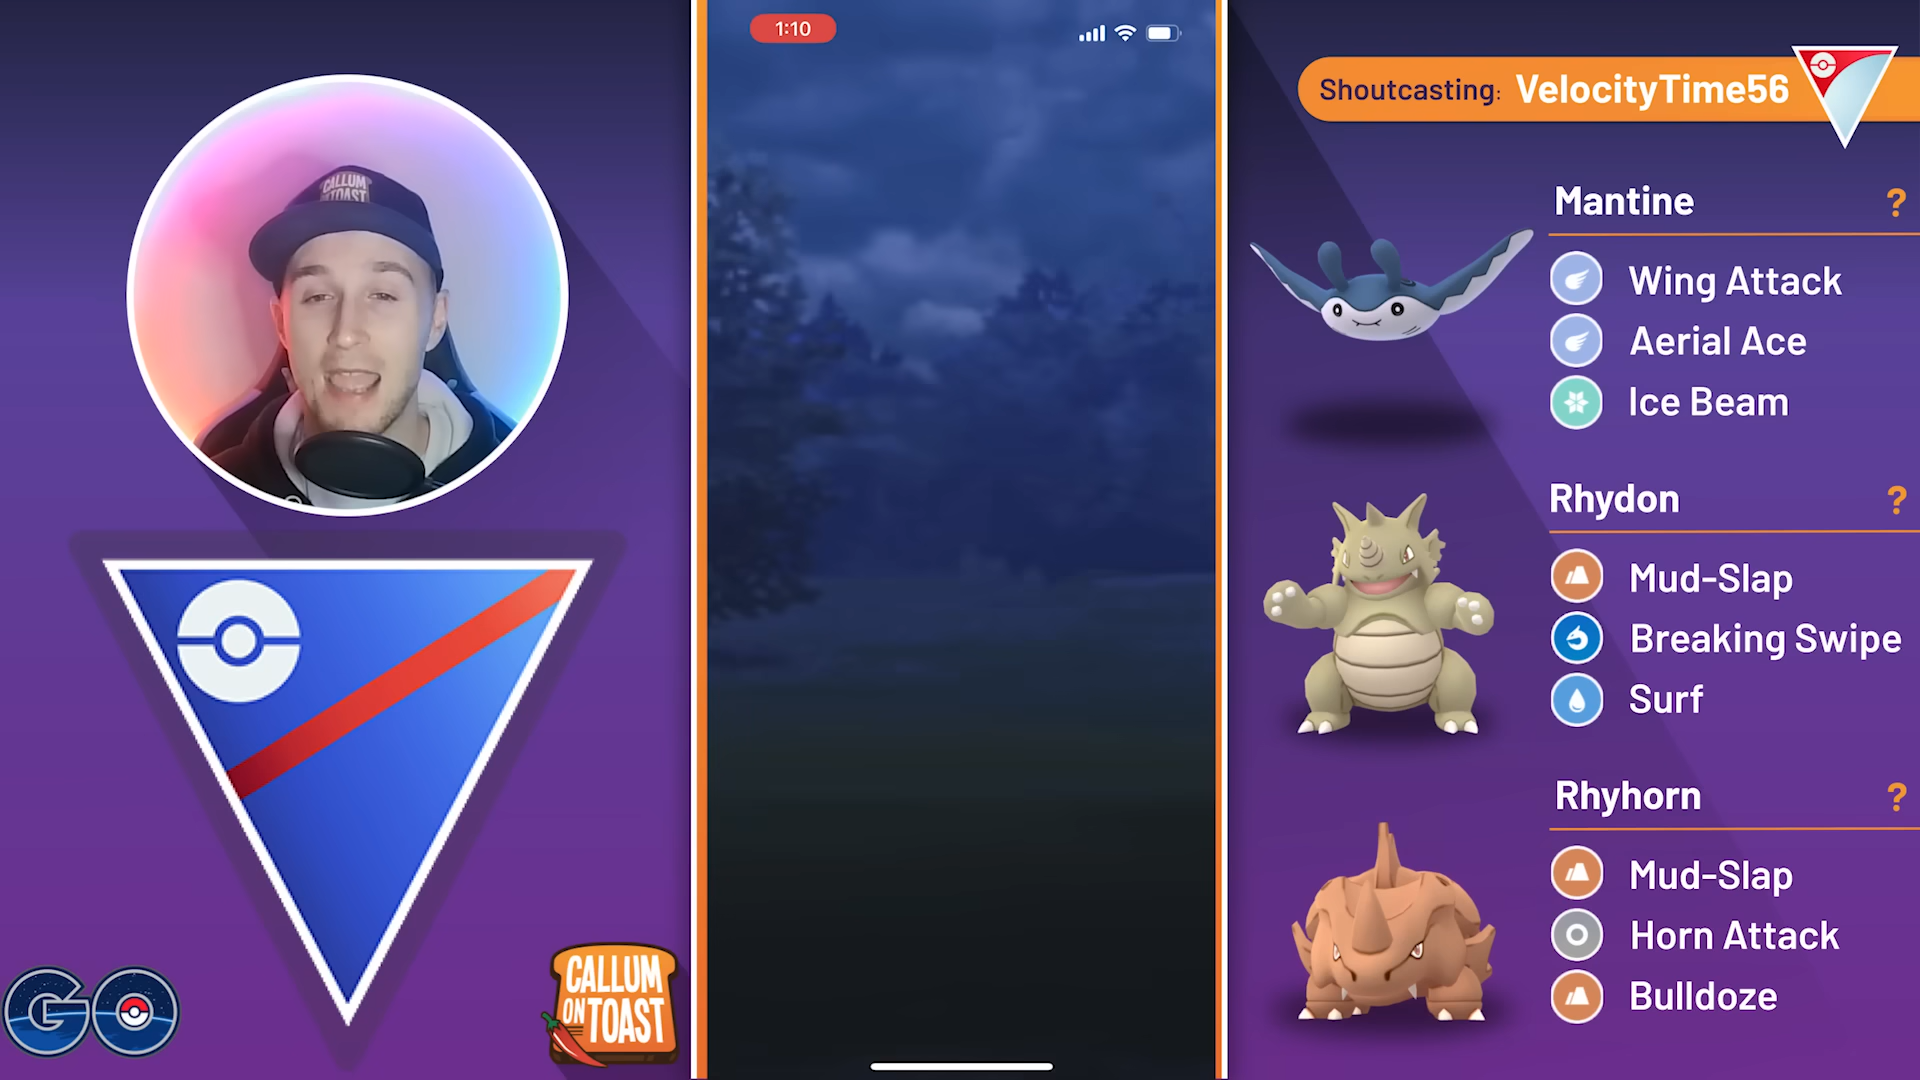 1:10
CALLUM
ON TOAST
Shoutcasting: VelocityTime56
Mantine ?
Wing Attack
Aerial Ace
Ice Beam
Rhydon ?
Mud-Slap
Breaking Swipe
Surf
Rhyhorn ?
Mud-Slap
Horn Attack
Bulldoze
GO
CALLUM
ON TOAST